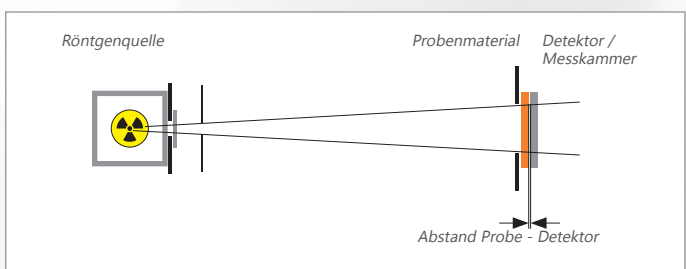 Röntgenquelle
Probenmaterial
Detektor /
Messkammer
Abstand Probe - Detektor